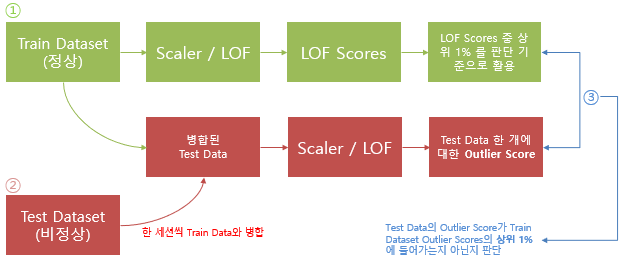 ①
Train Dataset
(정상)
Scaler / LOF
LOF Scores
LOF Scores 중 상
위 1% 를 판단 기
준으로 활용
③
병합된
Test Data
Scaler / LOF
Test Data 한 개에
대한 Outlier Score
②
Test Dataset
(비정상)
한 세션씩 Train Data와 병합
Test Data의 Outlier Score가 Train
Dataset Outlier Scores의 상위 1%
에 들어가는지 아닌지 판단